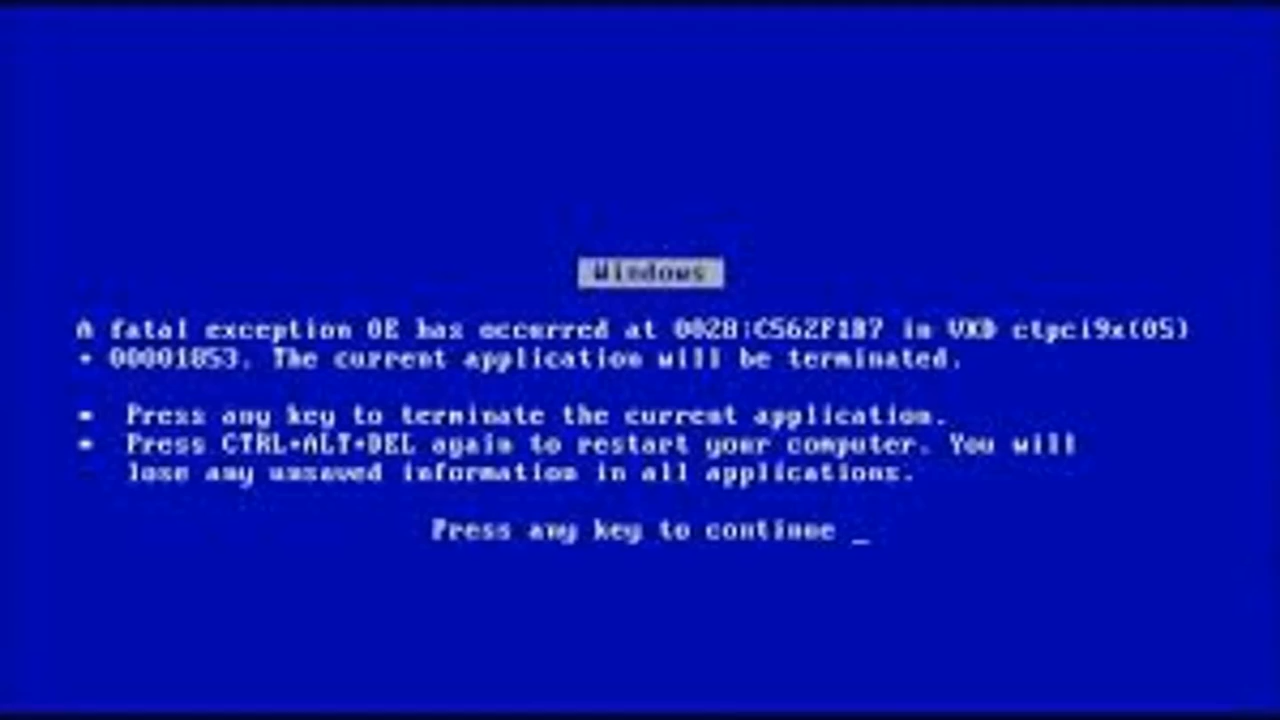 Windows
A fatal exception 0E has occurred at 0028:C562F1B7 in VXD ctpci9x(05)
+ 00001853. The current application will be terminated.
* Press any key to terminate the current application.
* Press CTRL+ALT+DEL again to restart your computer. You will
lose any unsaved information in all applications.
Press any key to continue _